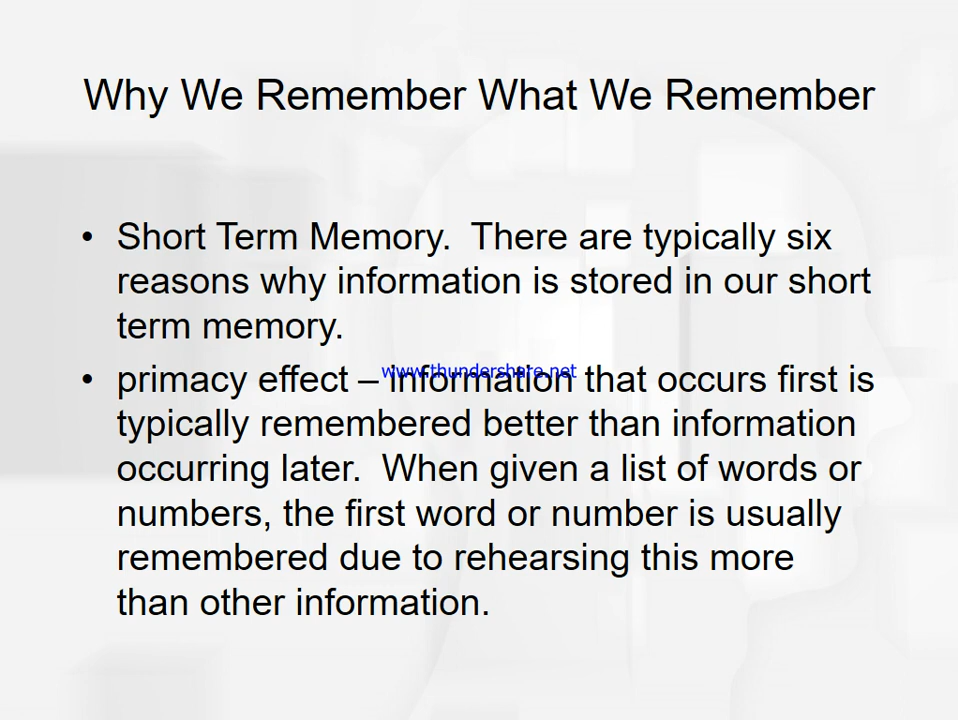 Why We Remember What We Remember
• Short Term Memory.  There are typically six
reasons why information is stored in our short
term memory.
• primacy effect – information that occurs first is
www.thundershare.net
typically remembered better than information
occurring later.  When given a list of words or
numbers, the first word or number is usually
remembered due to rehearsing this more
than other information.